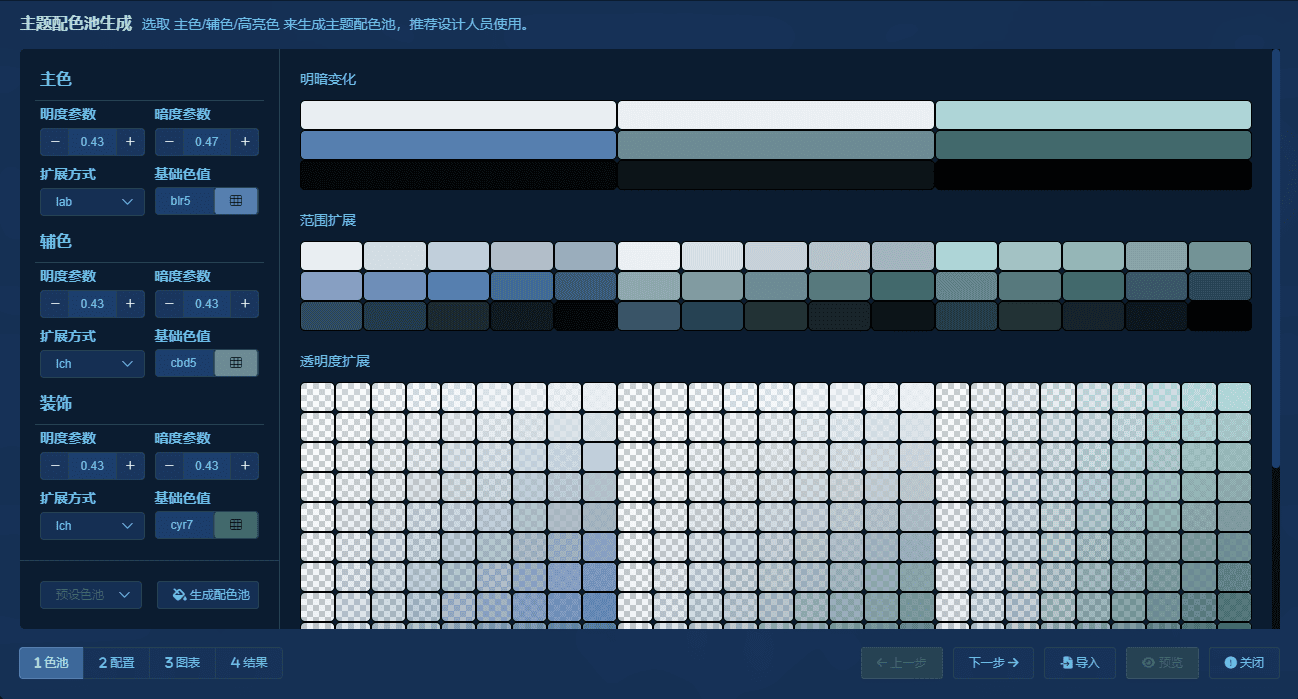 主题配色池生成 选取 主色/辅色/高亮色 来生成主题配色池，推荐设计人员使用。
主色
明度参数 暗度参数
− 0.43 + − 0.47 +
扩展方式 基础色值
lab blr5
辅色
明度参数 暗度参数
− 0.43 + − 0.43 +
扩展方式 基础色值
lch cbd5
装饰
明度参数 暗度参数
− 0.43 + − 0.43 +
扩展方式 基础色值
lch cyr7
预设色池 生成配色池
明暗变化
范围扩展
透明度扩展
1 色池 2 配置 3 图表 4 结果
上一步 下一步 导入 预览 关闭